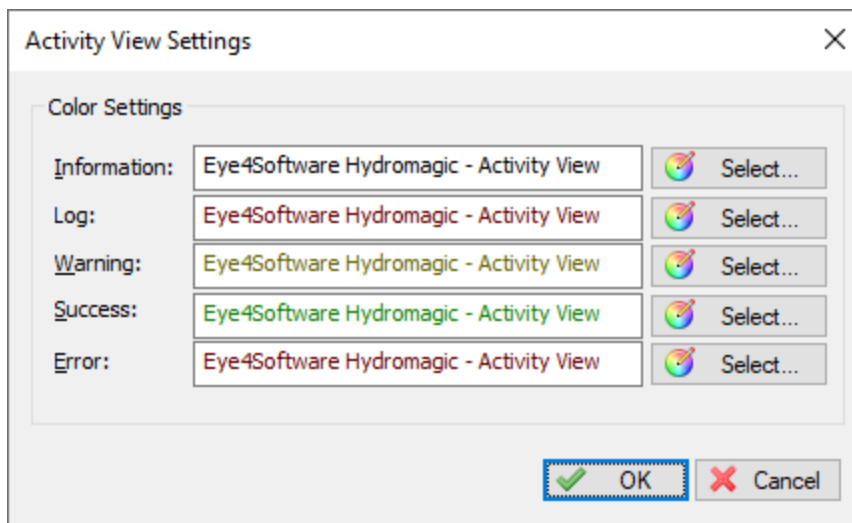 Activity View Settings
Color Settings
Information: Eye4Software Hydromagic - Activity View Select...
Log: Eye4Software Hydromagic - Activity View Select...
Warning: Eye4Software Hydromagic - Activity View Select...
Success: Eye4Software Hydromagic - Activity View Select...
Error: Eye4Software Hydromagic - Activity View Select...
OK Cancel